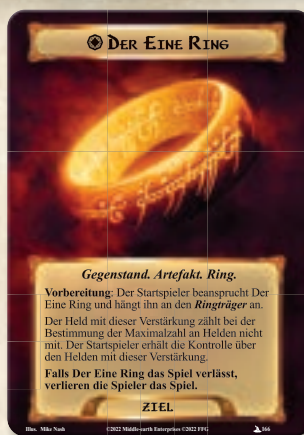 Der Eine Ring
Gegenstand. Artefakt. Ring.
Vorbereitung: Der Startspieler beansprucht Der
Eine Ring und hängt ihn an den Ringträger an.
Der Held mit dieser Verstärkung zählt bei der
Bestimmung der Maximalzahl an Helden nicht
mit. Der Startspieler erhält die Kontrolle über
den Helden mit dieser Verstärkung.
Falls Der Eine Ring das Spiel verlässt,
verlieren die Spieler das Spiel.
ZIEL
Illus. Mike Nash ©2022 Middle-earth Enterprises ©2022 FFG 166